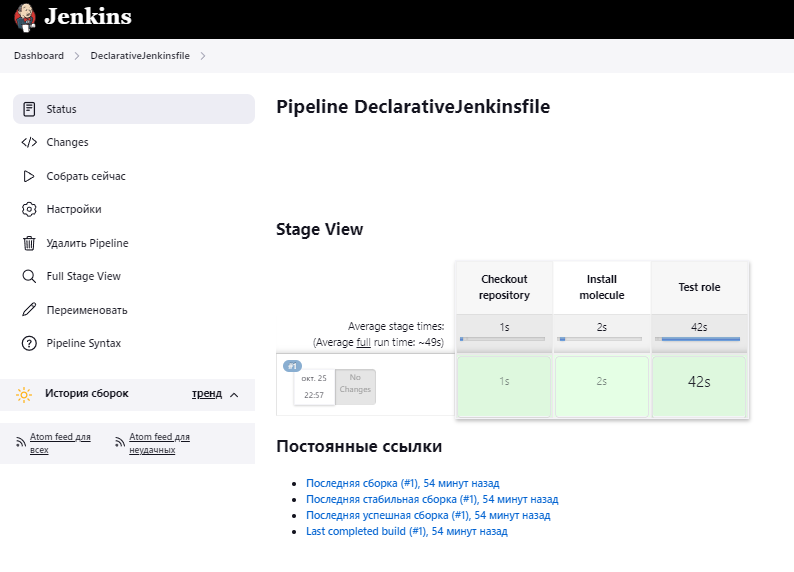 Jenkins
Dashboard
DeclarativeJenkinsfile
Status
Changes
Собрать сейчас
Настройки
Удалить Pipeline
Full Stage View
Переименовать
Pipeline Syntax
История сборок
тренд
Atom feed для
всех
Atom feed для
неудачных
Pipeline DeclarativeJenkinsfile
Stage View
Checkout
repository
Install
molecule
Test role
Average stage times:
(Average full run time: ~49s)
1s
2s
42s
#1
окт. 25
22:57
No
Changes
1s
2s
42s
Постоянные ссылки
Последняя сборка (#1), 54 минут назад
Последняя стабильная сборка (#1), 54 минут назад
Последняя успешная сборка (#1), 54 минут назад
Last completed build (#1), 54 минут назад